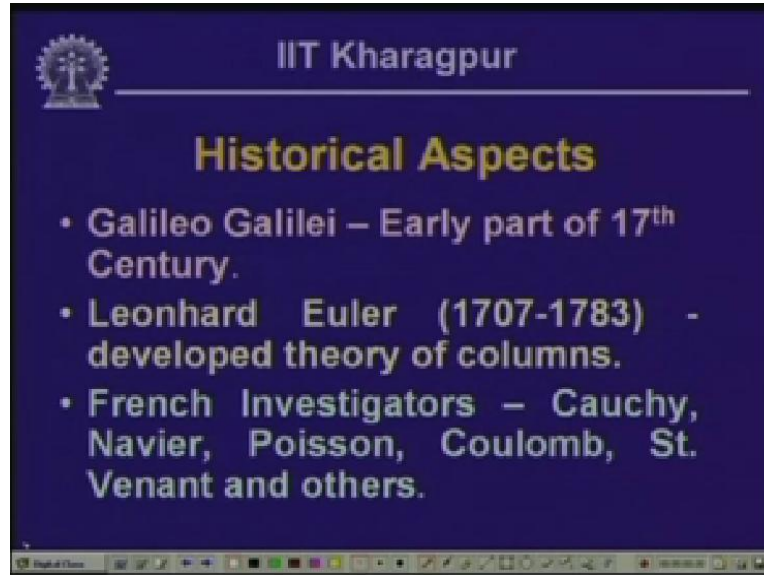 IIT Kharagpur
Historical Aspects
• Galileo Galilei – Early part of 17th
Century.
• Leonhard Euler (1707-1783) -
developed theory of columns.
• French Investigators – Cauchy,
Navier, Poisson, Coulomb, St.
Venant and others.